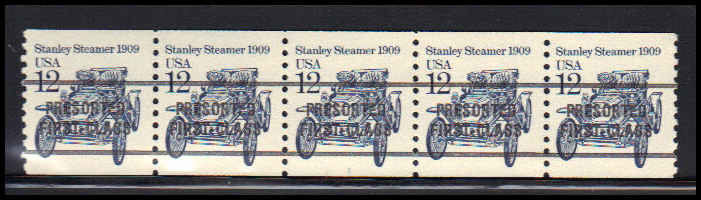 Stanley Steamer 1909 Stanley Steamer 1909 Stanley Steamer 1909 Stanley Steamer 1909 Stanley Steamer 1909
USA USA USA USA USA
12 12 12 12 12
PRESORTED PRESORTED PRESORTED PRESORTED PRESORTED
FIRST-CLASS FIRST-CLASS FIRST-CLASS FIRST-CLASS FIRST-CLASS